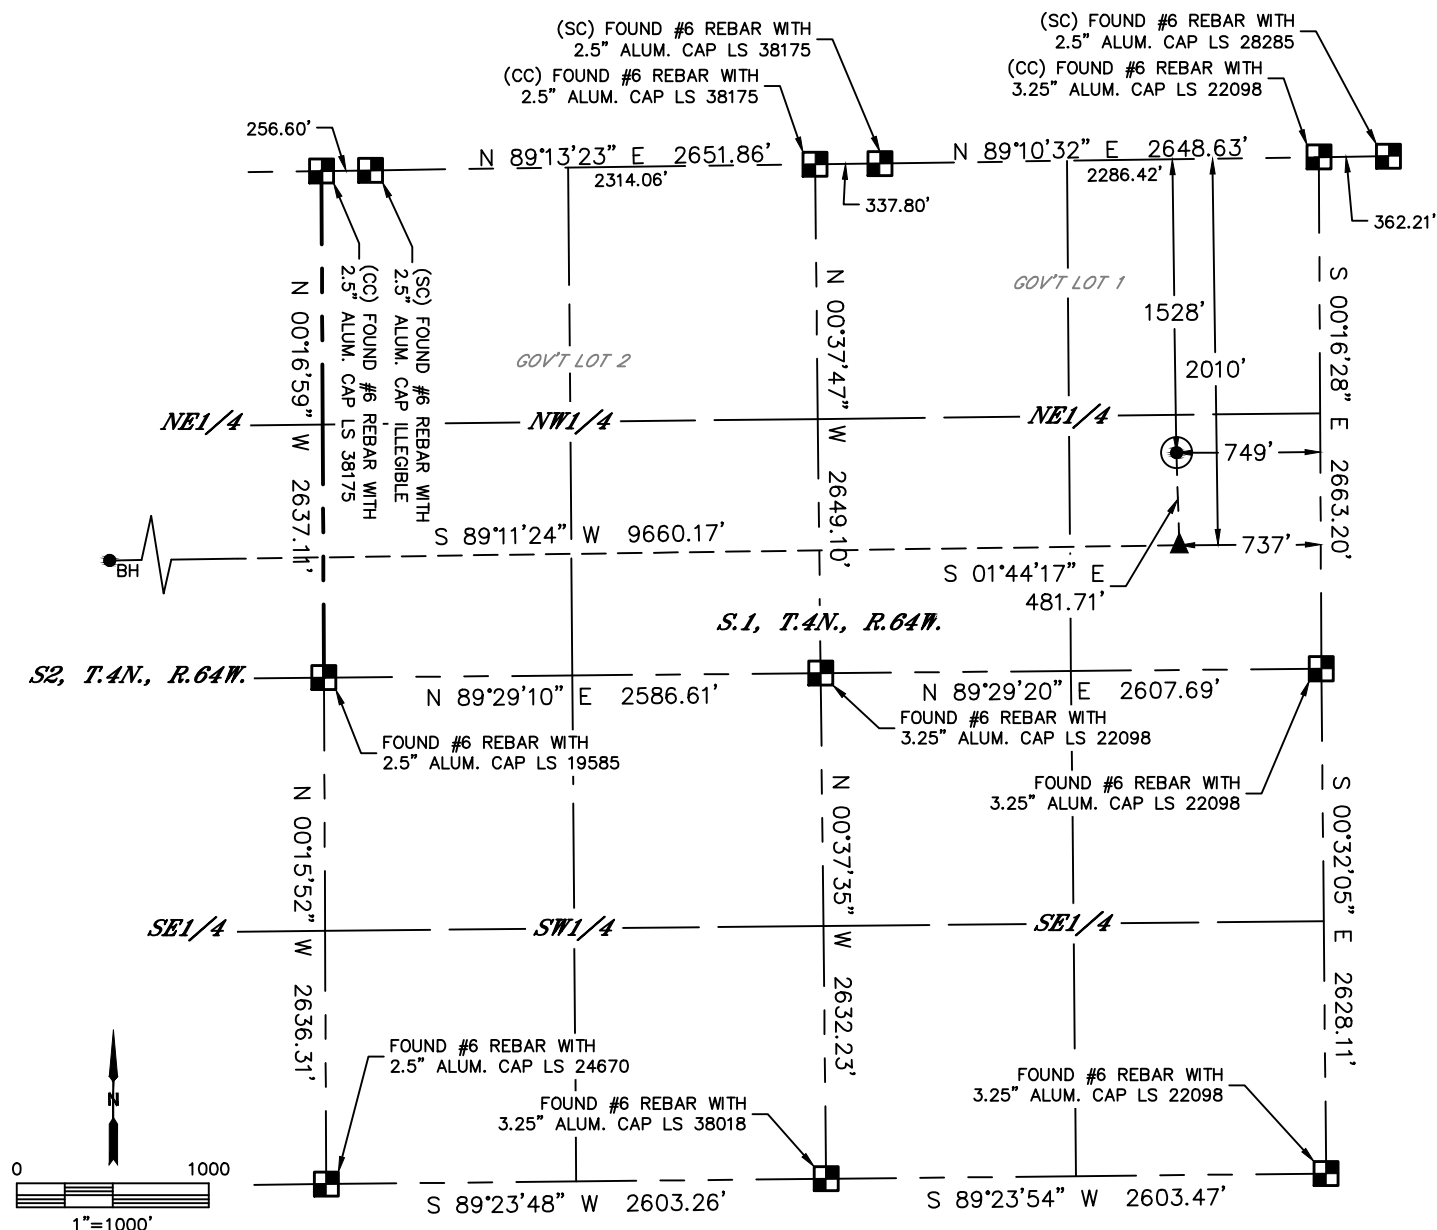 (SC) FOUND #6 REBAR WITH
2.5" ALUM. CAP LS 38175
(CC) FOUND #6 REBAR WITH
2.5" ALUM. CAP LS 38175
(SC) FOUND #6 REBAR WITH
2.5" ALUM. CAP LS 28285
(CC) FOUND #6 REBAR WITH
3.25" ALUM. CAP LS 22098
256.60'
N 89°13'23" E 2651.86'
2314.06'
N 89°10'32" E 2648.63'
2286.42'
337.80'
362.21'
N 00°16'59" W 2637.11'
(CC) FOUND #6 REBAR WITH
2.5" ALUM. CAP LS 38175
(SC) FOUND #6 REBAR WITH
2.5" ALUM. CAP ILLEGIBLE
GOV'T LOT 2
N 00°37'47" W 2649.10'
GOV'T LOT 1
1528'
2010'
S 00°16'28" E 2663.20'
NE1/4
NW1/4
NE1/4
749'
S 89°11'24" W 9660.17'
737'
BH
S 01°44'17" E
481.71'
S.1, T.4N., R.64W.
S2, T.4N., R.64W.
N 89°29'10" E 2586.61'
N 89°29'20" E 2607.69'
FOUND #6 REBAR WITH
3.25" ALUM. CAP LS 22098
FOUND #6 REBAR WITH
2.5" ALUM. CAP LS 19585
FOUND #6 REBAR WITH
3.25" ALUM. CAP LS 22098
N 00°15'52" W 2636.31'
N 00°37'35" W 2632.23'
S 00°32'05" E 2628.11'
SE1/4
SW1/4
SE1/4
FOUND #6 REBAR WITH
2.5" ALUM. CAP LS 24670
FOUND #6 REBAR WITH
3.25" ALUM. CAP LS 22098
FOUND #6 REBAR WITH
3.25" ALUM. CAP LS 38018
N
0 1000
1"=1000'
S 89°23'48" W 2603.26'
S 89°23'54" W 2603.47'